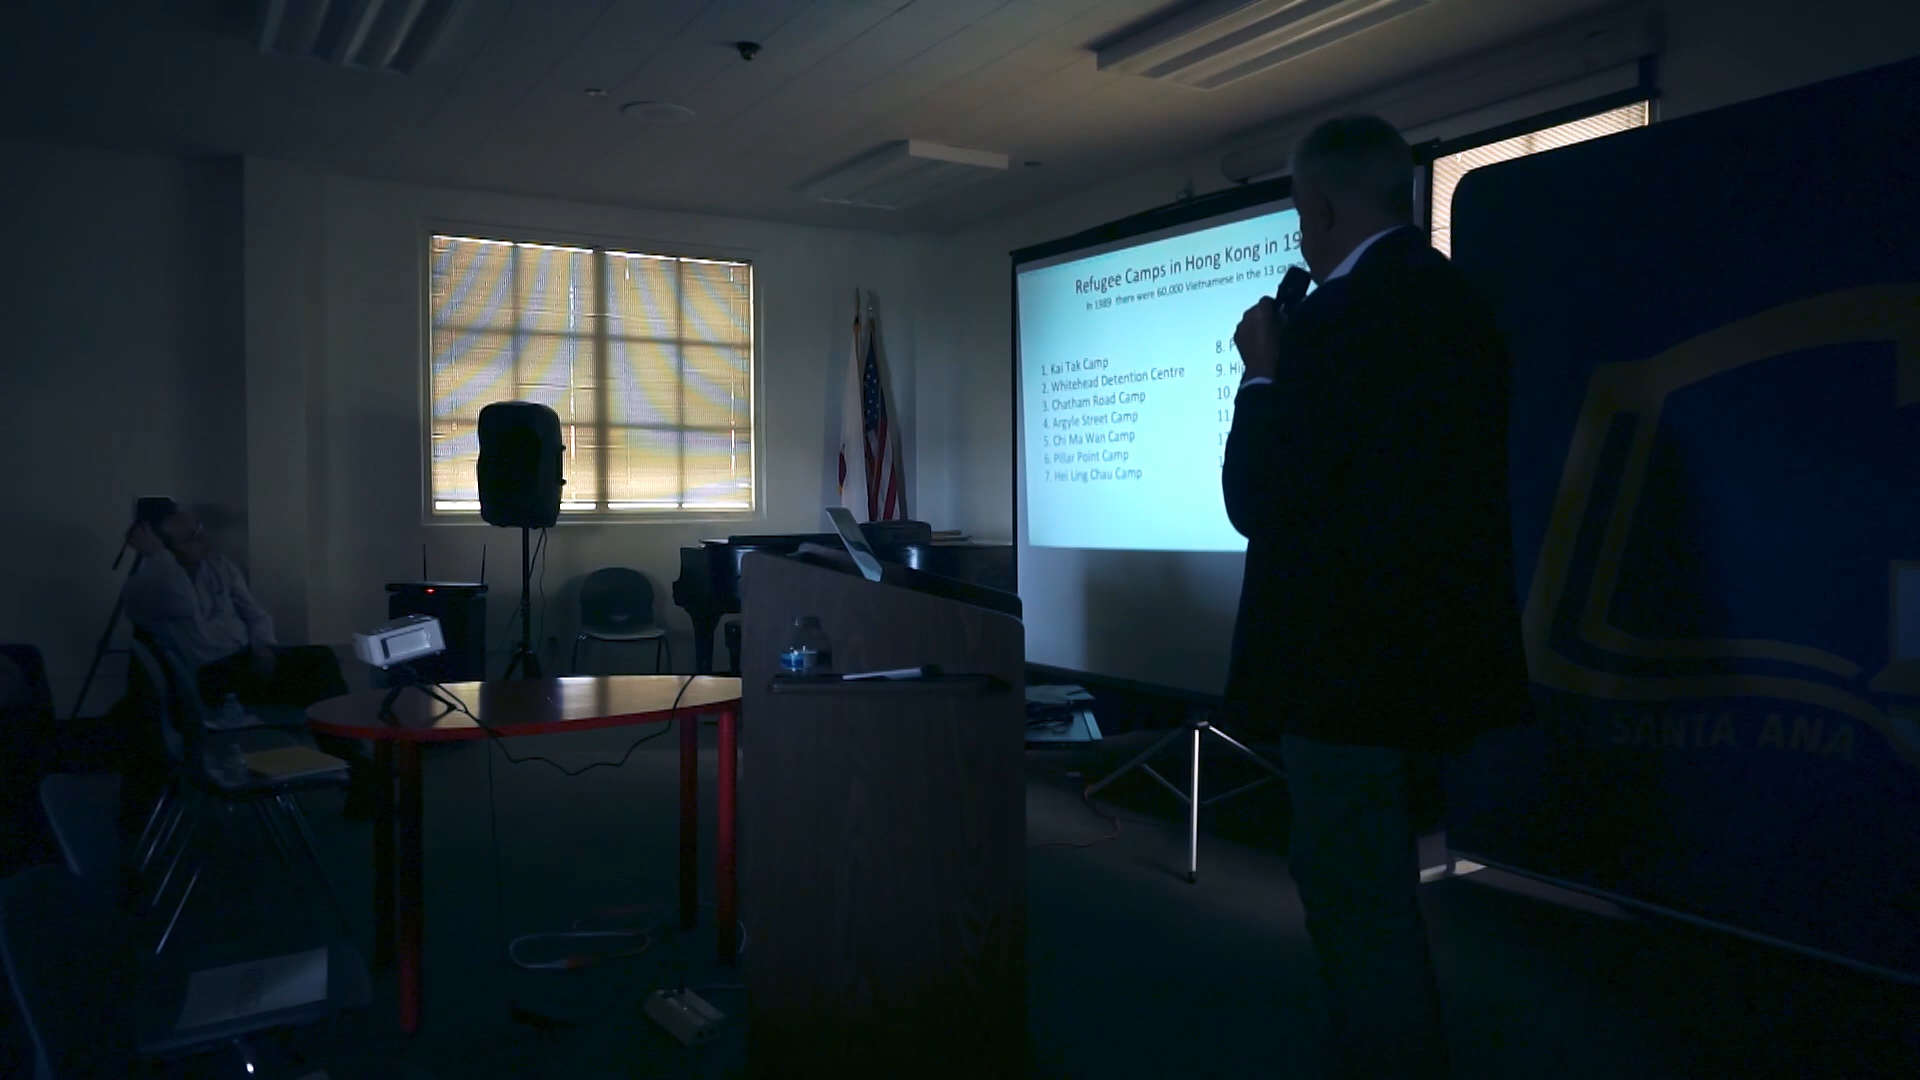 Refugee Camps in Hong Kong in 19
In 1989 there were 60,000 Vietnamese in the 13 camps
1. Kai Tak Camp
2. Whitehead Detention Centre
3. Chatham Road Camp
4. Argyle Street Camp
5. Chi Ma Wan Camp
6. Pillar Point Camp
7. Hei Ling Chau Camp
8. P
9. Hi
10.
11
SANTA ANA